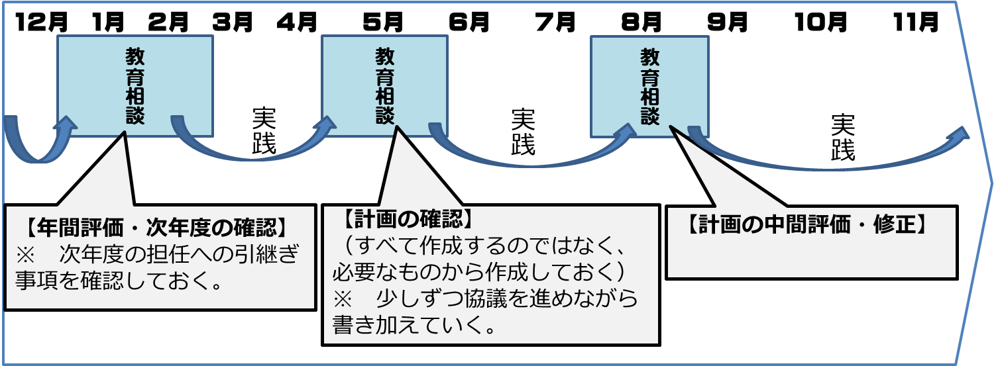 12月 1月 2月 3月 4月 5月 6月 7月 8月 9月 10月 11月
教育相談
教育相談
教育相談
実践
実践
実践
【年間評価・次年度の確認】
※　次年度の担任への引継ぎ
事項を確認しておく。
【計画の確認】
（すべて作成するのではなく、
必要なものから作成しておく）
※　少しずつ協議を進めながら
書き加えていく。
【計画の中間評価・修正】